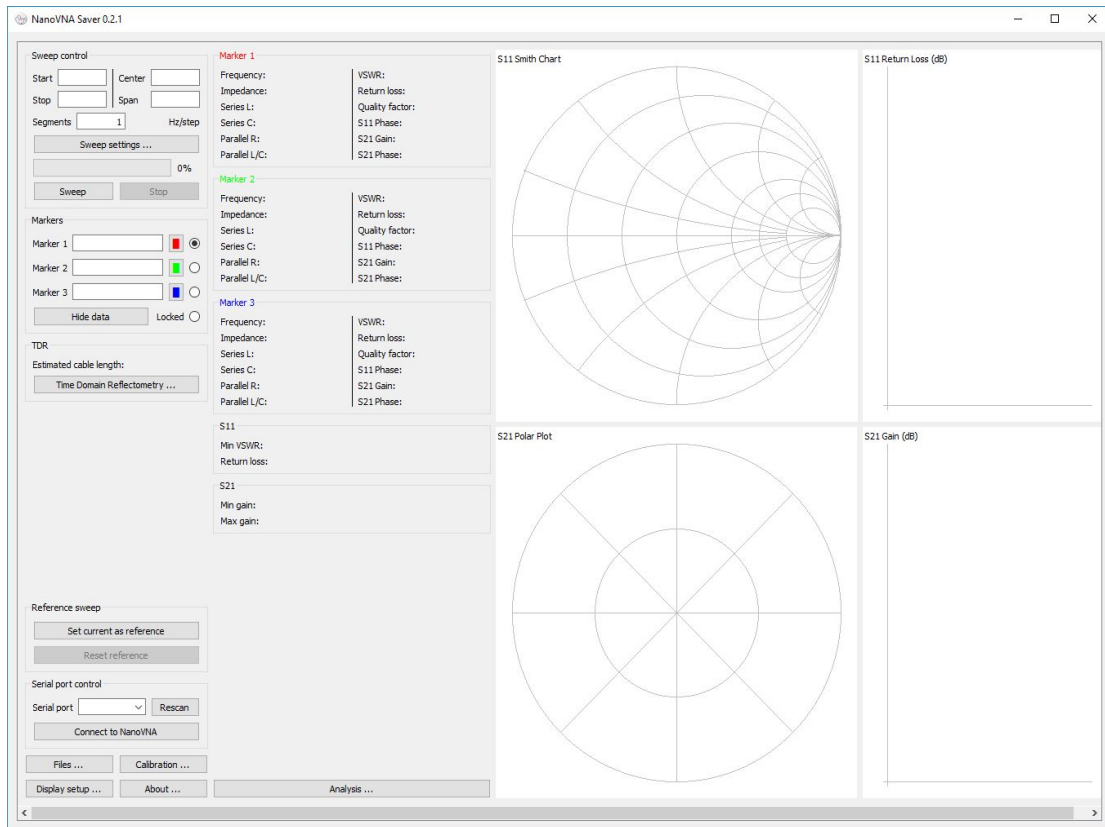 NanoVNA Saver 0.2.1
Sweep control
Start
Center
Stop
Span
Segments 1 Hz/step
Sweep settings ...
0%
Sweep
Stop
Markers
Marker 1
Marker 2
Marker 3
Hide data
Locked
TDR
Estimated cable length:
Time Domain Reflectometry ...
Reference sweep
Set current as reference
Reset reference
Serial port control
Serial port
Rescan
Connect to NanoVNA
Files ...
Calibration ...
Display setup ...
About ...
Marker 1
Frequency:
Impedance:
Series L:
Series C:
Parallel R:
Parallel L/C:
VSWR:
Return loss:
Quality factor:
S11 Phase:
S21 Gain:
S21 Phase:
Marker 2
Frequency:
Impedance:
Series L:
Series C:
Parallel R:
Parallel L/C:
VSWR:
Return loss:
Quality factor:
S11 Phase:
S21 Gain:
S21 Phase:
Marker 3
Frequency:
Impedance:
Series L:
Series C:
Parallel R:
Parallel L/C:
VSWR:
Return loss:
Quality factor:
S11 Phase:
S21 Gain:
S21 Phase:
S11
Min VSWR:
Return loss:
S21
Min gain:
Max gain:
Analysis ...
S11 Smith Chart
S11 Return Loss (dB)
S21 Polar Plot
S21 Gain (dB)